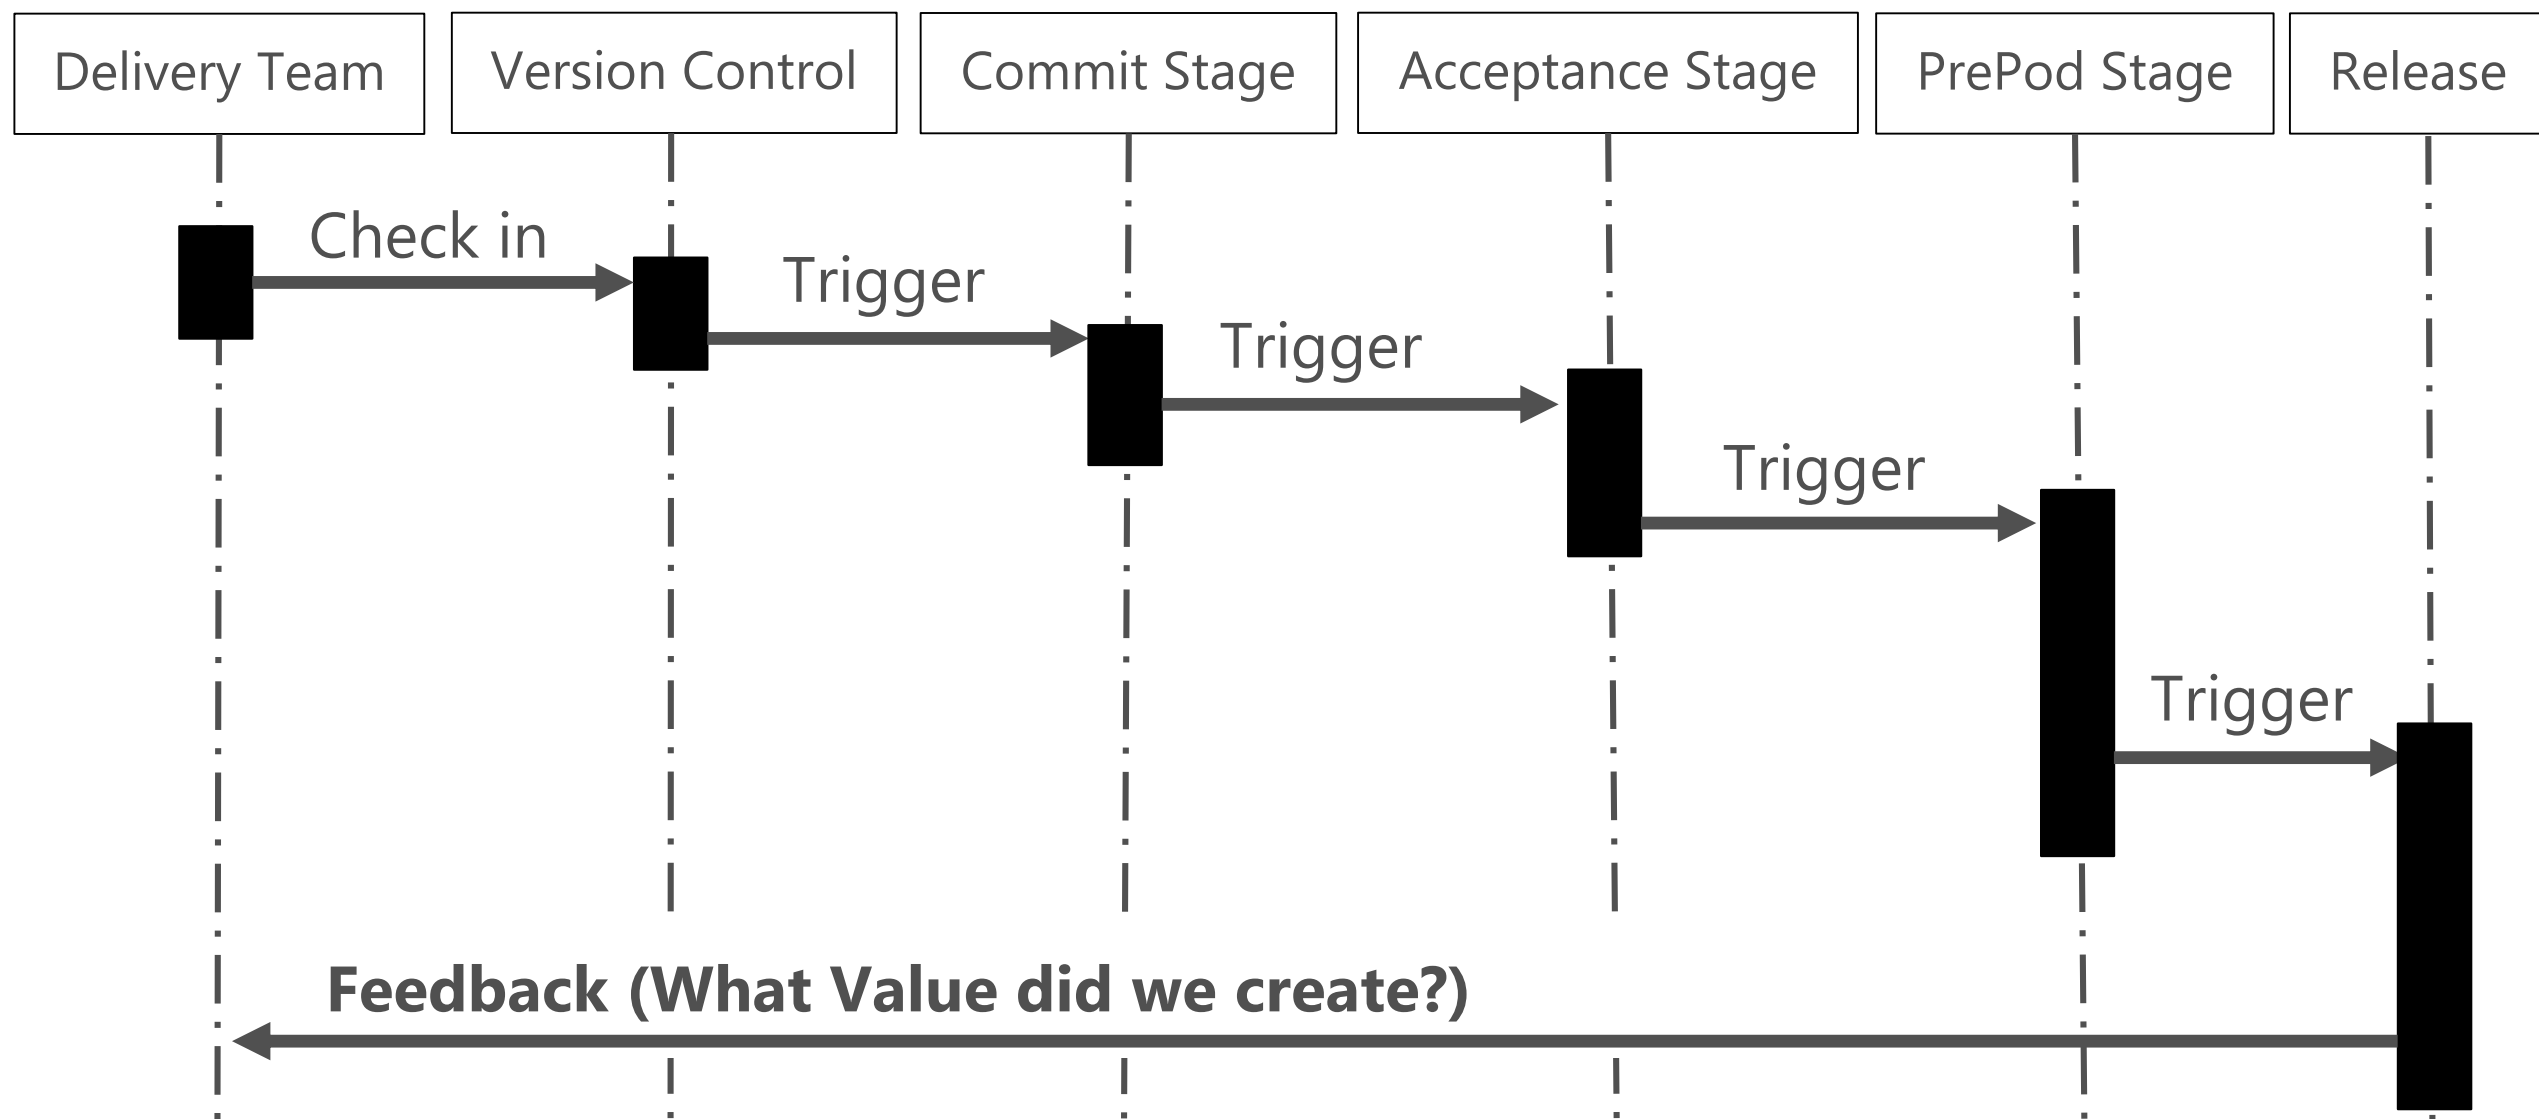 Delivery Team
Version Control
Commit Stage
Acceptance Stage
PrePod Stage
Release
Check in
Trigger
Trigger
Trigger
Trigger
Feedback (What Value did we create?)